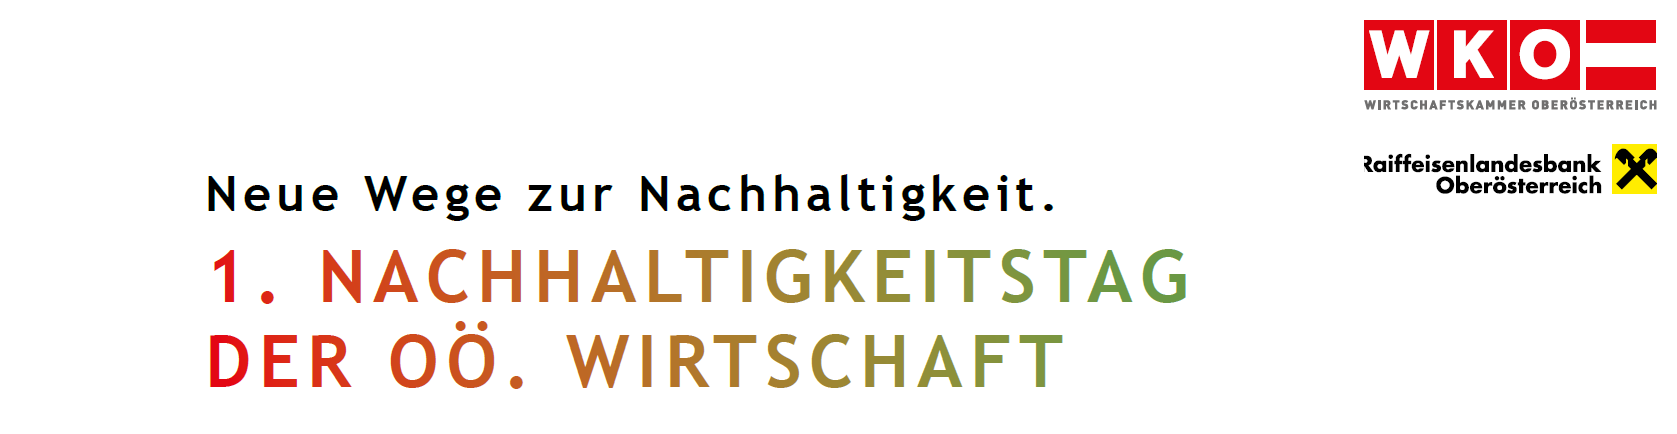 WKO
WIRTSCHAFTSKAMMER OBERÖSTERREICH
Raiffeisenlandesbank
Oberösterreich
Neue Wege zur Nachhaltigkeit.
1. NACHHALTIGKEITSTAG
DER OÖ. WIRTSCHAFT